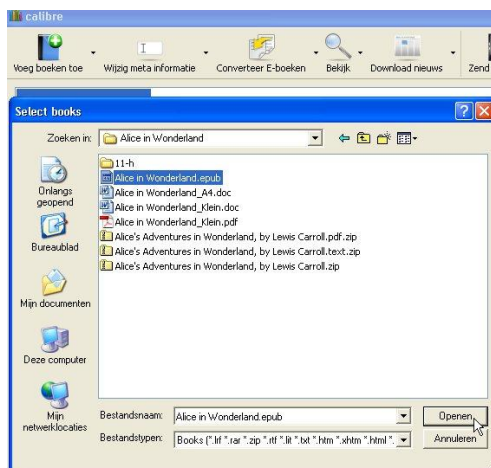 calibre
Voeg boeken toe
Wijzig meta informatie
Converteer E-boeken
Bekijk
Download nieuws
Zend
Select books
Zoeken in:
Alice in Wonderland
Onlangs
geopend
Bureaublad
Mijn documenten
Deze computer
Mijn
netwerklocaties
11-h
Alice in Wonderland.epub
Alice in Wonderland_A4.doc
Alice in Wonderland_Klein.doc
Alice in Wonderland_Klein.pdf
Alice's Adventures in Wonderland, by Lewis Carroll.pdf.zip
Alice's Adventures in Wonderland, by Lewis Carroll.text.zip
Alice's Adventures in Wonderland, by Lewis Carroll.zip
Bestandsnaam:
Alice in Wonderland.epub
Openen
Bestandstypen:
Books (*.lrf *.rar *.zip *.rtf *.lit *.txt *.htm *.xhtm *.html *.
Annuleren